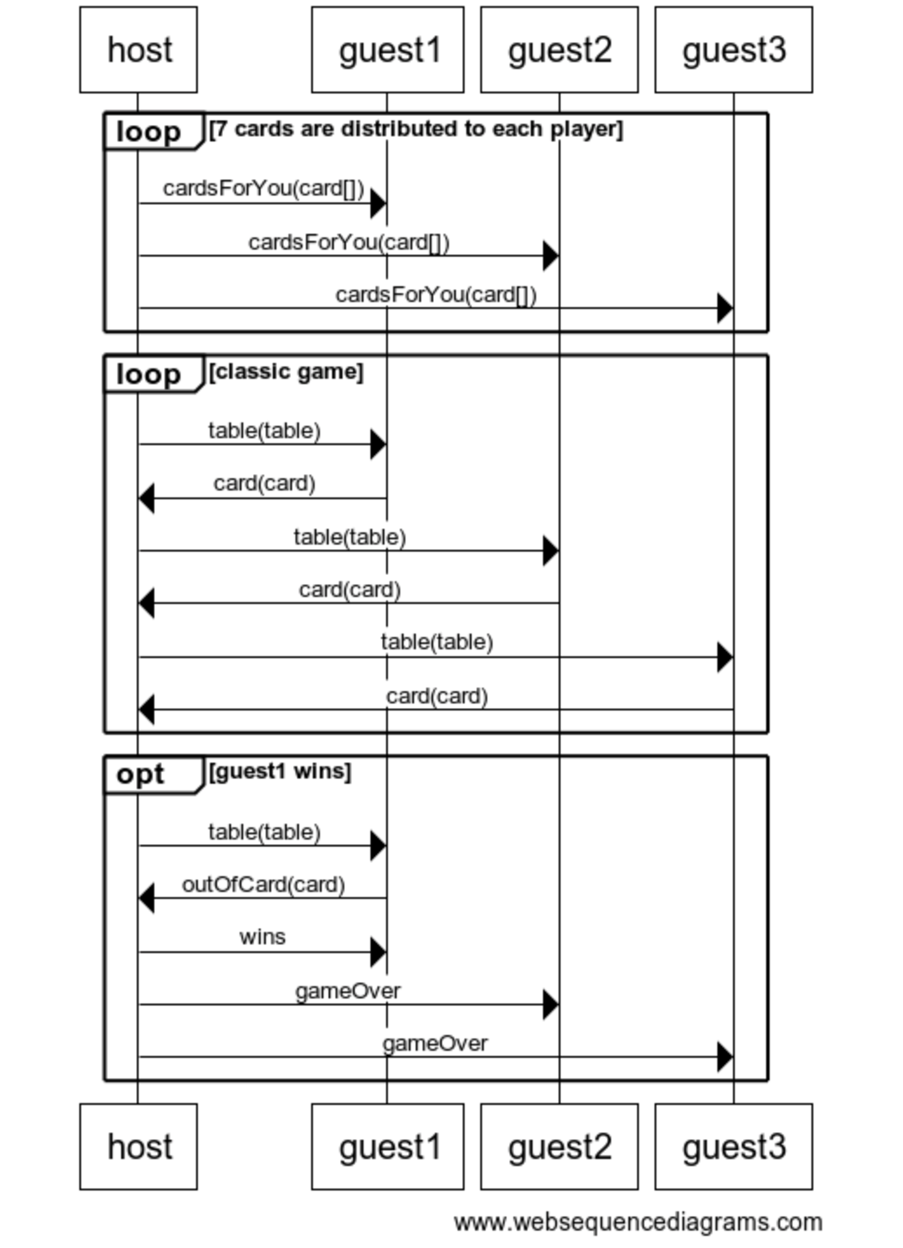 host guest1 guest2 guest3
loop [7 cards are distributed to each player]
cardsForYou(card[])
cardsForYou(card[])
cardsForYou(card[])
loop [classic game]
table(table)
card(card)
table(table)
card(card)
table(table)
card(card)
opt [guest1 wins]
table(table)
outOfCard(card)
wins
gameOver
gameOver
host guest1 guest2 guest3
www.websequencediagrams.com